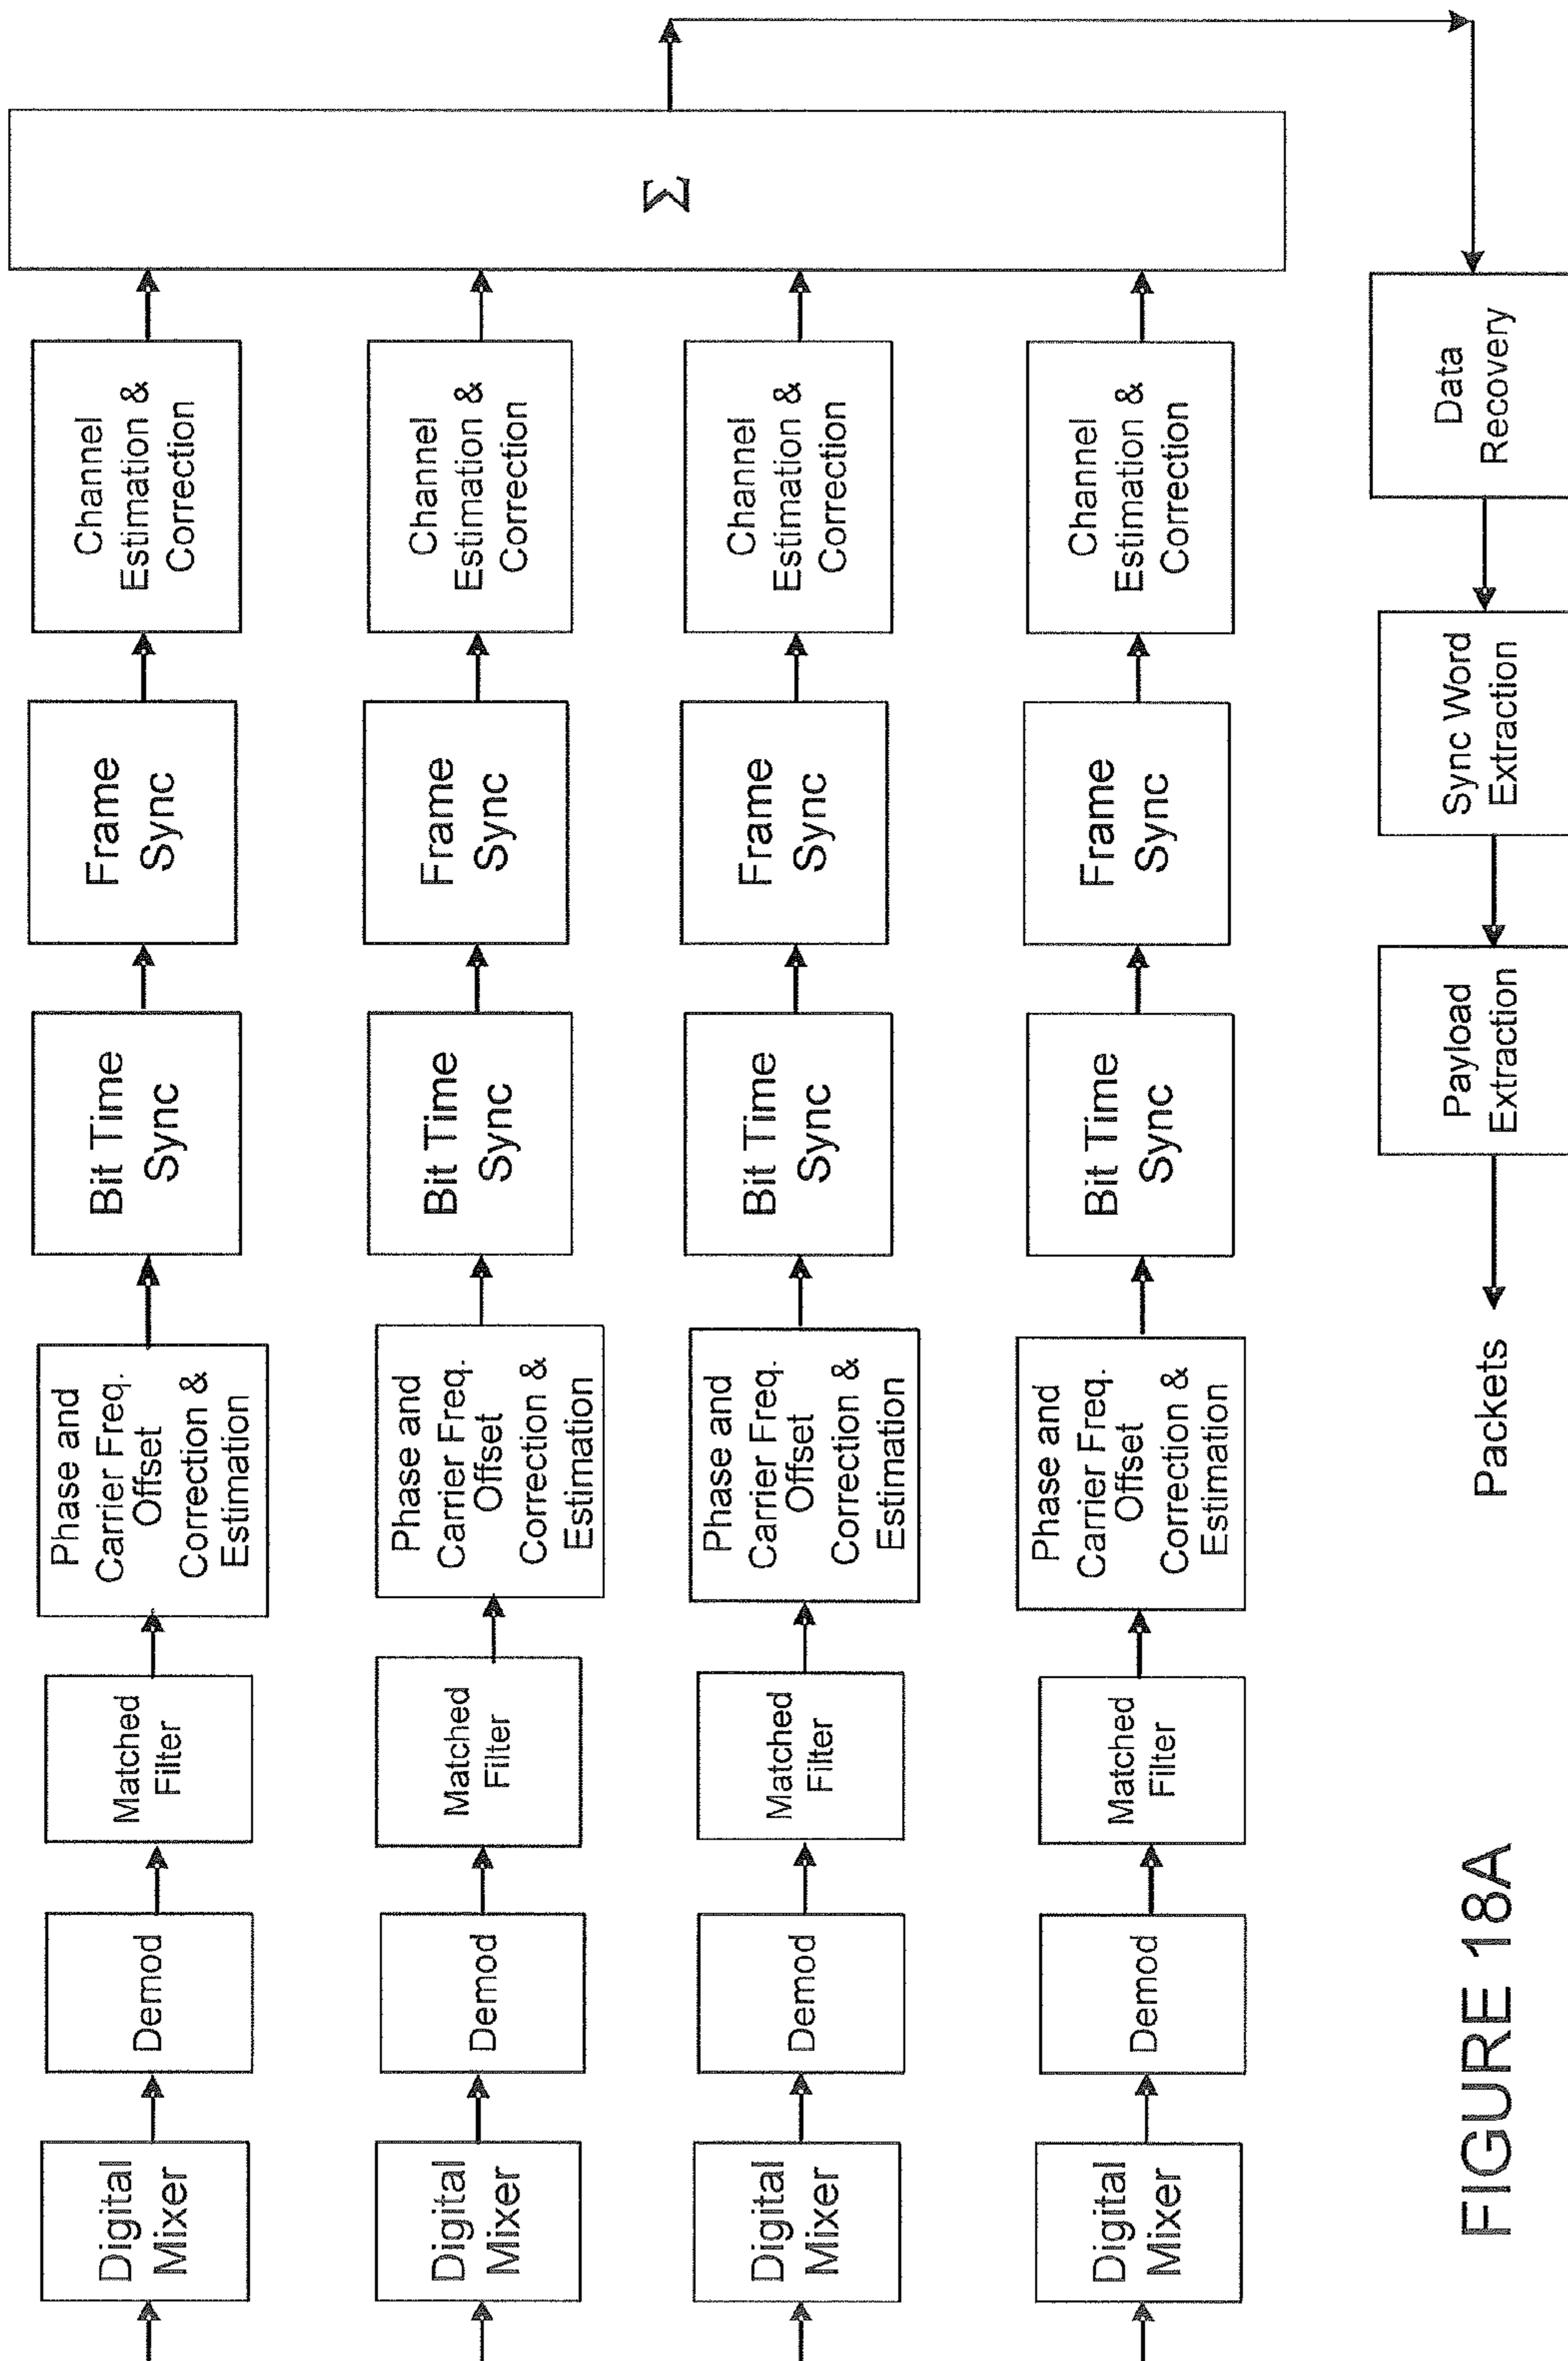 Digital
Mixer
Demod
Matched
Filter
Phase and
Carrier Freq.
Offset
Correction &
Estimation
Bit Time
Sync
Frame
Sync
Channel
Estimation &
Correction
Digital
Mixer
Demod
Matched
Filter
Phase and
Carrier Freq.
Offset
Correction &
Estimation
Bit Time
Sync
Frame
Sync
Channel
Estimation &
Correction
Σ
Digital
Mixer
Demod
Matched
Filter
Phase and
Carrier Freq.
Offset
Correction &
Estimation
Bit Time
Sync
Frame
Sync
Channel
Estimation &
Correction
Digital
Mixer
Demod
Matched
Filter
Phase and
Carrier Freq.
Offset
Correction &
Estimation
Bit Time
Sync
Frame
Sync
Channel
Estimation &
Correction
Packets
Payload
Extraction
Sync Word
Extraction
Data
Recovery
FIGURE 18A